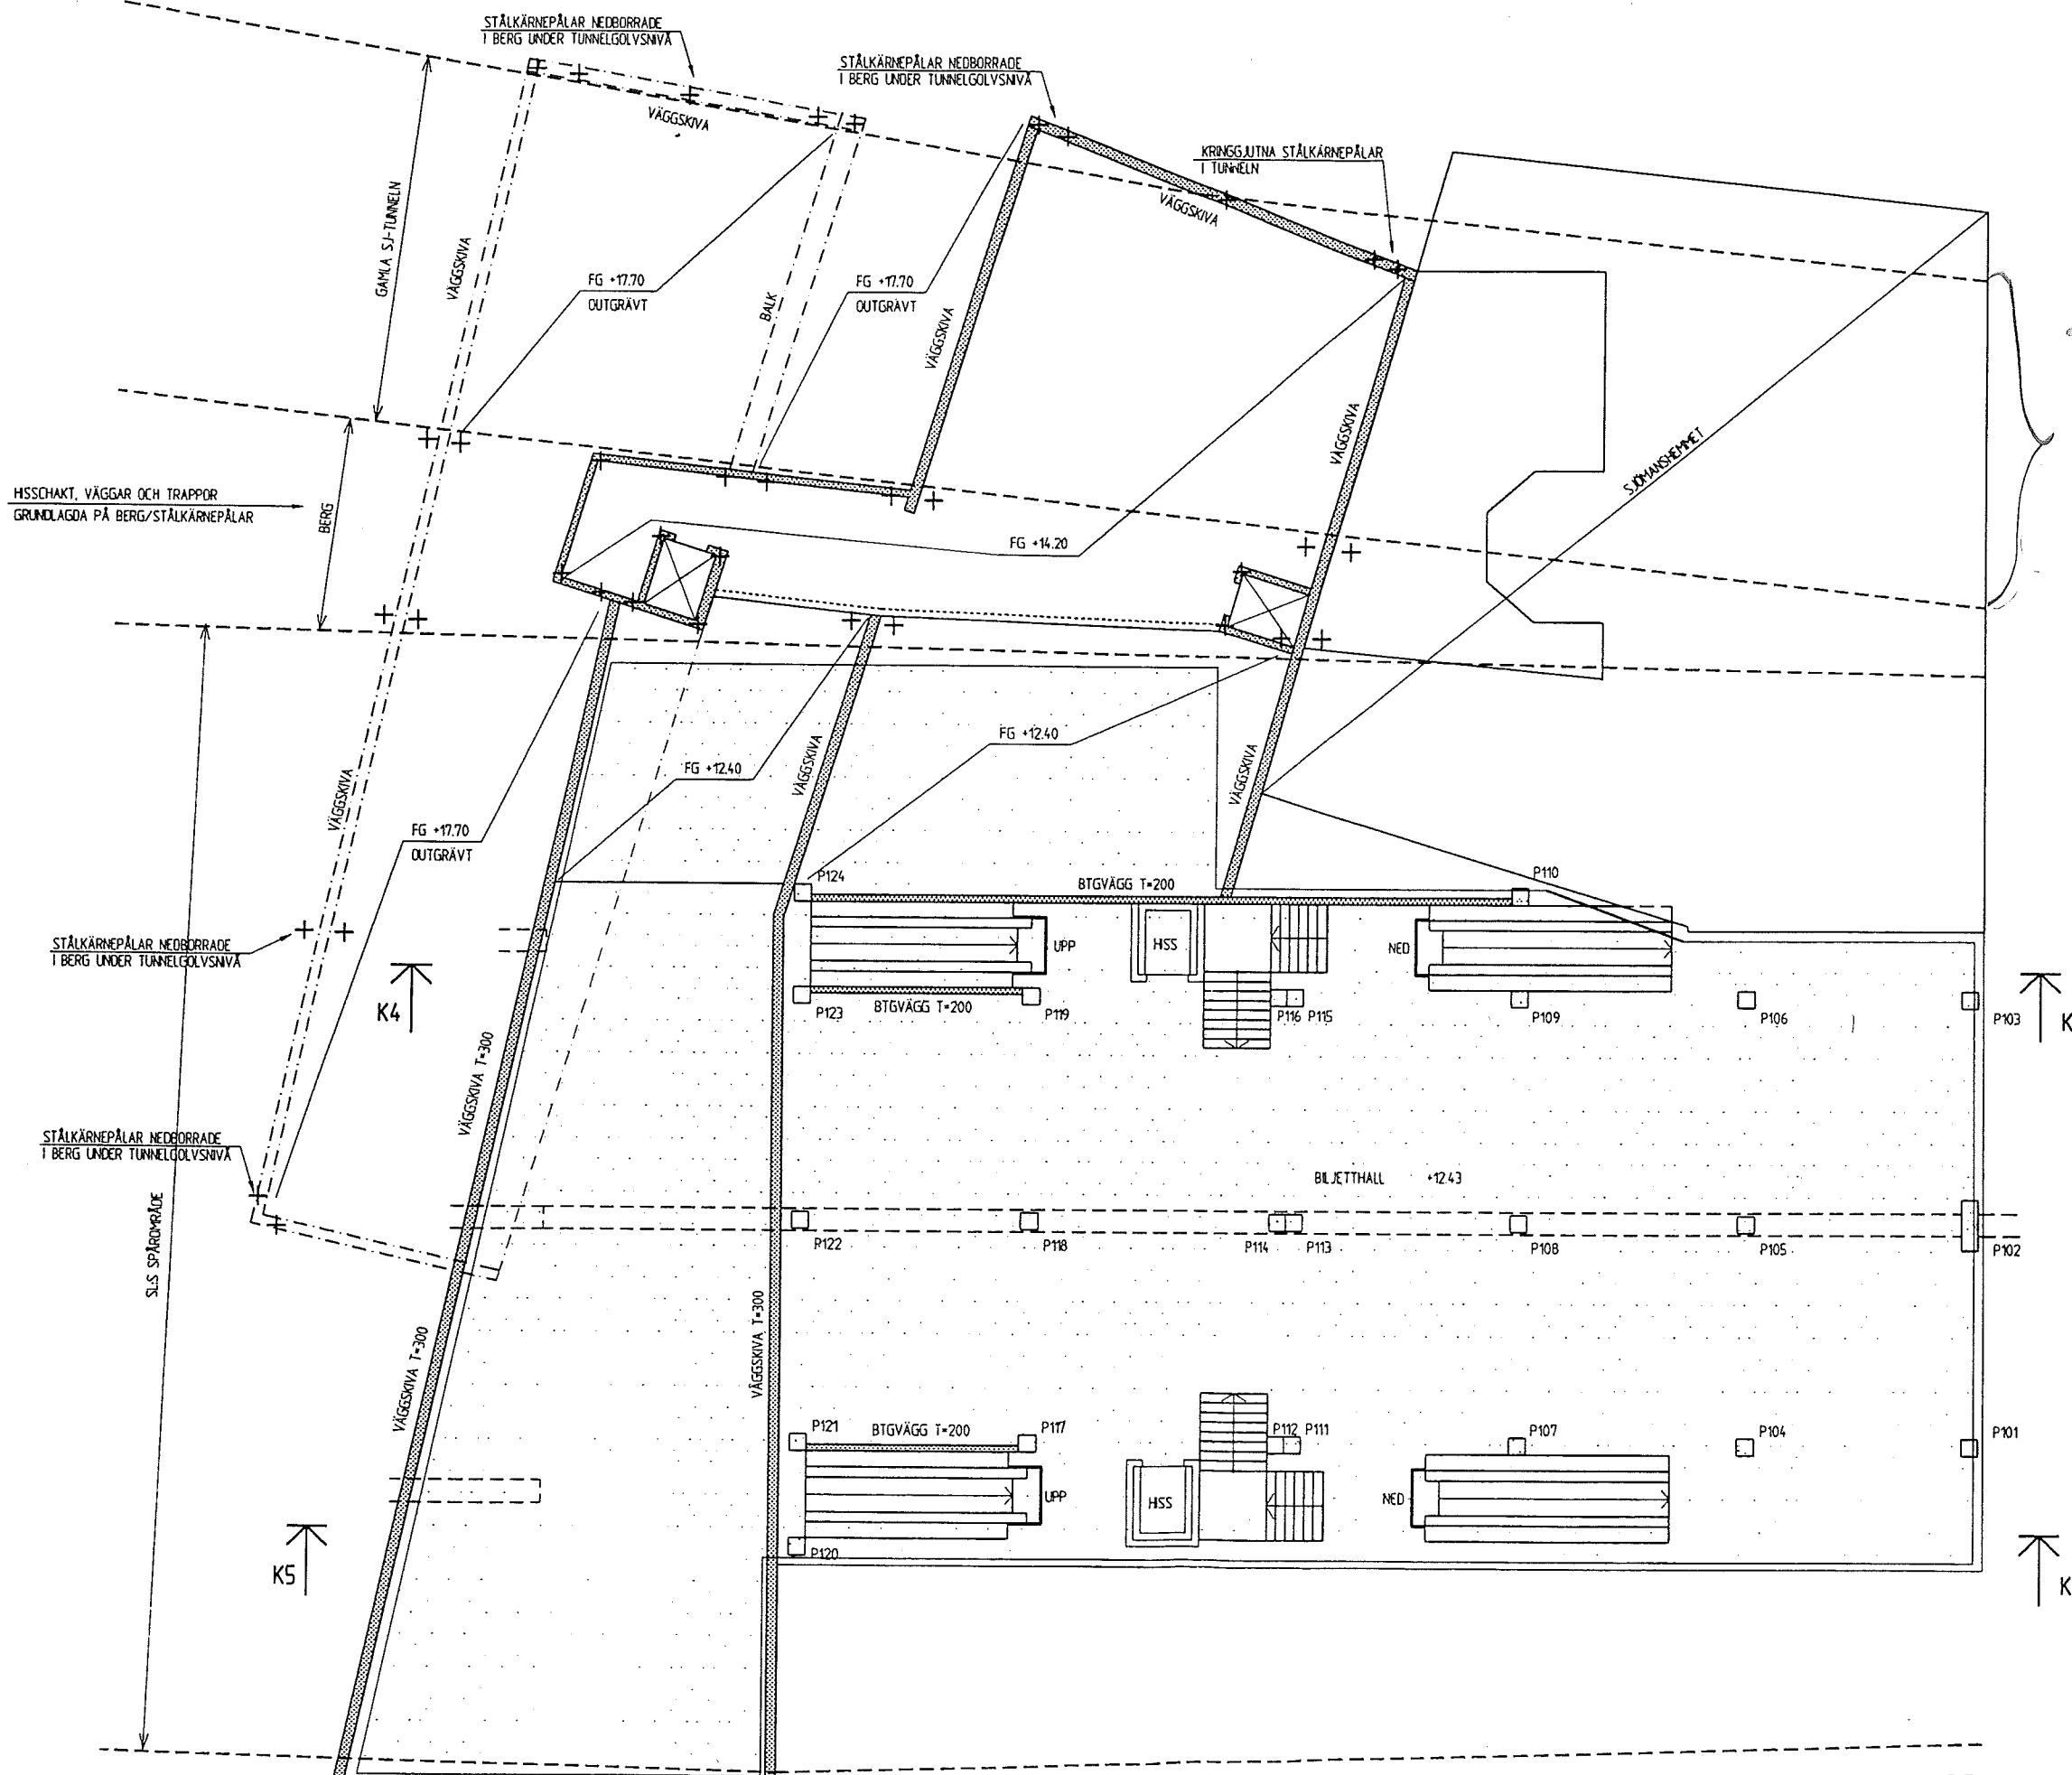 STÅLKÄRNEPÅLAR NEDBORRADE
I BERG UNDER TUNNELGOLVSNIVÅ
STÅLKÄRNEPÅLAR NEDBORRADE
I BERG UNDER TUNNELGOLVSNIVÅ
VÄGGSKIVA
KRINGGJUTNA STÅLKÄRNEPÅLAR
I TUNNELN
VÄGGSKIVA
GAMLA SJ-TUNNELN
VÄGGSKIVA
FG +17.70
OUTGRÄVT
BALK
FG +17.70
OUTGRÄVT
VÄGGSKIVA
VÄGGSKIVA
SJÖMANSHEMMET
HISSCHAKT, VÄGGAR OCH TRAPPOR
GRUNDLAGDA PÅ BERG/STÅLKÄRNEPÅLAR
BERG
FG +14.20
FG +12.40
FG +12.40
VÄGGSKIVA
VÄGGSKIVA
VÄGGSKIVA
FG +17.70
OUTGRÄVT
P124
BTGVÄGG T=200
P110
STÅLKÄRNEPÅLAR NEDBORRADE
I BERG UNDER TUNNELGOLVSNIVÅ
UPP
HISS
NED
K4
P123
BTGVÄGG T=200
P119
P116
P115
P109
P106
P103
K
VÄGGSKIVA T=300
STÅLKÄRNEPÅLAR NEDBORRADE
I BERG UNDER TUNNELGOLVSNIVÅ
BILJETTHALL +12.43
SL:S SPÅROMRÅDE
P122
P118
P114
P113
P108
P105
P102
VÄGGSKIVA T=300
VÄGGSKIVA T=300
P121
BTGVÄGG T=200
P117
P112
P111
P107
P104
P101
UPP
HISS
NED
P120
K5
K